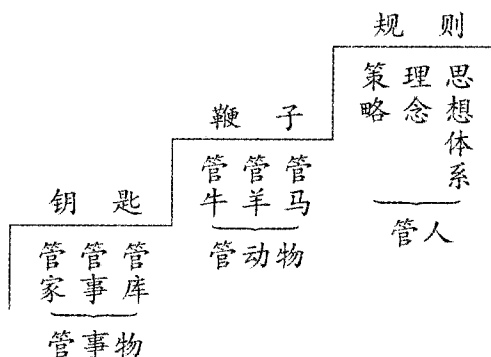 规则
策略 理念 思想体系
管人
鞭子
管牛 管羊 管马
管动物
钥匙
管家 管事 管库
管事物